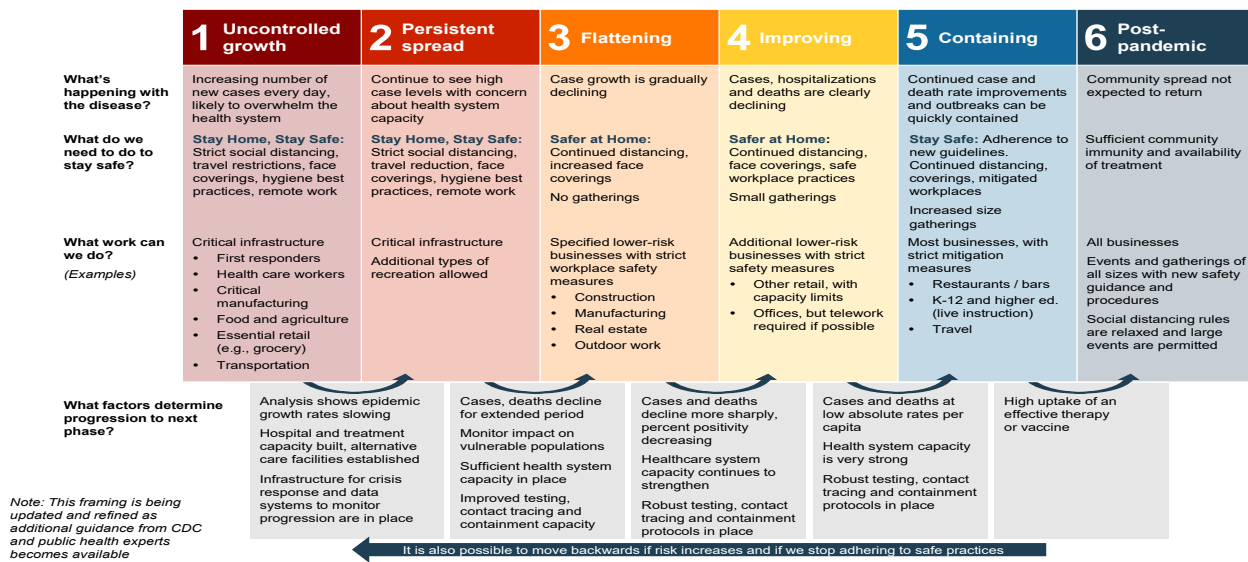 1 Uncontrolled
growth
2 Persistent
spread
3 Flattening
4 Improving
5 Containing
6 Post-
pandemic
What's
happening with
the disease?
Increasing number of
new cases every day,
likely to overwhelm the
health system
Continue to see high
case levels with concern
about health system
capacity
Case growth is gradually
declining
Cases, hospitalizations
and deaths are clearly
declining
Continued case and
death rate improvements
and outbreaks can be
quickly contained
Community spread not
expected to return
What do we
need to do to
stay safe?
Stay Home, Stay Safe:
Strict social distancing,
travel restrictions, face
coverings, hygiene best
practices, remote work
Stay Home, Stay Safe:
Strict social distancing,
travel reduction, face
coverings, hygiene best
practices, remote work
Safer at Home:
Continued distancing,
increased face
coverings
No gatherings
Safer at Home:
Continued distancing,
face coverings, safe
workplace practices
Small gatherings
Stay Safe: Adherence to
new guidelines.
Continued distancing,
coverings, mitigated
workplaces
Increased size
gatherings
Sufficient community
immunity and availability
of treatment
What work can
we do?
(Examples)
Critical infrastructure
• First responders
• Health care workers
• Critical
manufacturing
• Food and agriculture
• Essential retail
(e.g., grocery)
• Transportation
Critical infrastructure
Additional types of
recreation allowed
Specified lower-risk
businesses with strict
workplace safety
measures
• Construction
• Manufacturing
• Real estate
• Outdoor work
Additional lower-risk
businesses with strict
safety measures
• Other retail, with
capacity limits
• Offices, but telework
required if possible
Most businesses, with
strict mitigation
measures
• Restaurants / bars
• K-12 and higher ed.
(live instruction)
• Travel
All businesses
Events and gatherings of
all sizes with new safety
guidance and
procedures
Social distancing rules
are relaxed and large
events are permitted
What factors determine
progression to next
phase?
Analysis shows epidemic
growth rates slowing
Hospital and treatment
capacity built, alternative
care facilities established
Infrastructure for crisis
response and data
systems to monitor
progression are in place
Cases, deaths decline
for extended period
Monitor impact on
vulnerable populations
Sufficient health system
capacity in place
Improved testing,
contact tracing and
containment capacity
Cases and deaths
decline more sharply,
percent positivity
decreasing
Healthcare system
capacity continues to
strengthen
Robust testing, contact
tracing and containment
protocols in place
Cases and deaths at
low absolute rates per
capita
Health system capacity
is very strong
Robust testing, contact
tracing and containment
protocols in place
High uptake of an
effective therapy
or vaccine
Note: This framing is being
updated and refined as
additional guidance from CDC
and public health experts
becomes available
It is also possible to move backwards if risk increases and if we stop adhering to safe practices